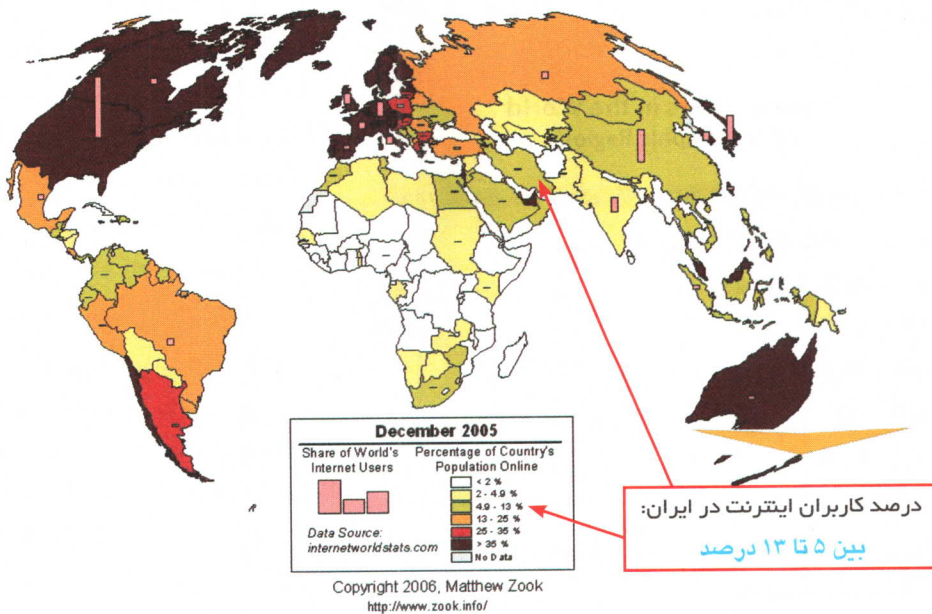 December 2005
Share of World's
Internet Users
Data Source:
internetworldstats.com
Percentage of Country's
Population Online
< 2 %
2 - 4.9 %
4.9 - 13 %
13 - 25 %
25 - 35 %
> 35 %
No Data
درصد کاربران اینترنت در ایران:
بین ۵ تا ۱۳ درصد
Copyright 2006, Matthew Zook
http://www.zook.info/